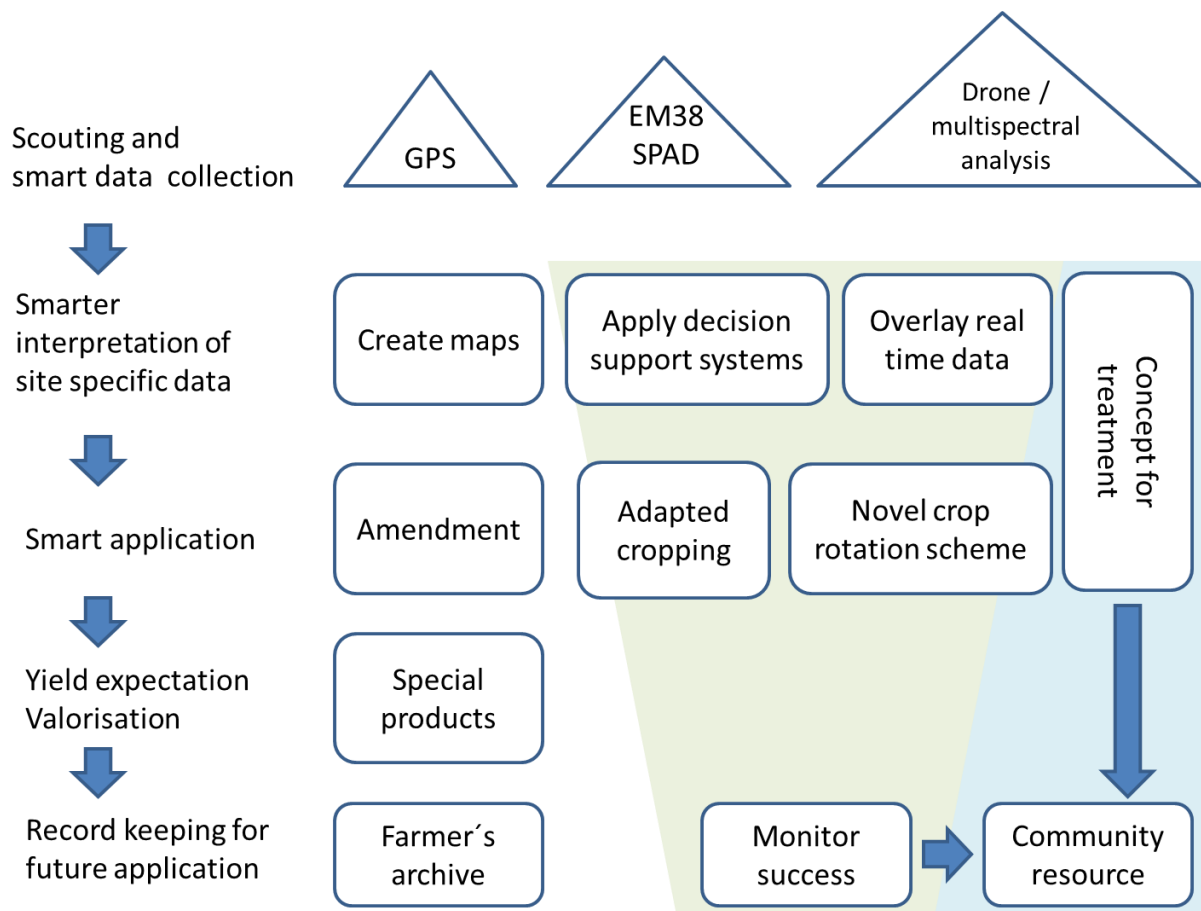 Scouting and
smart data collection
GPS
EM38
SPAD
Drone /
multispectral
analysis
Smarter
interpretation of
site specific data
Create maps
Apply decision
support systems
Overlay real
time data
Concept for
treatment
Smart application
Amendment
Adapted
cropping
Novel crop
rotation scheme
Yield expectation
Valorisation
Special
products
Record keeping for
future application
Farmer´s
archive
Monitor
success
Community
resource